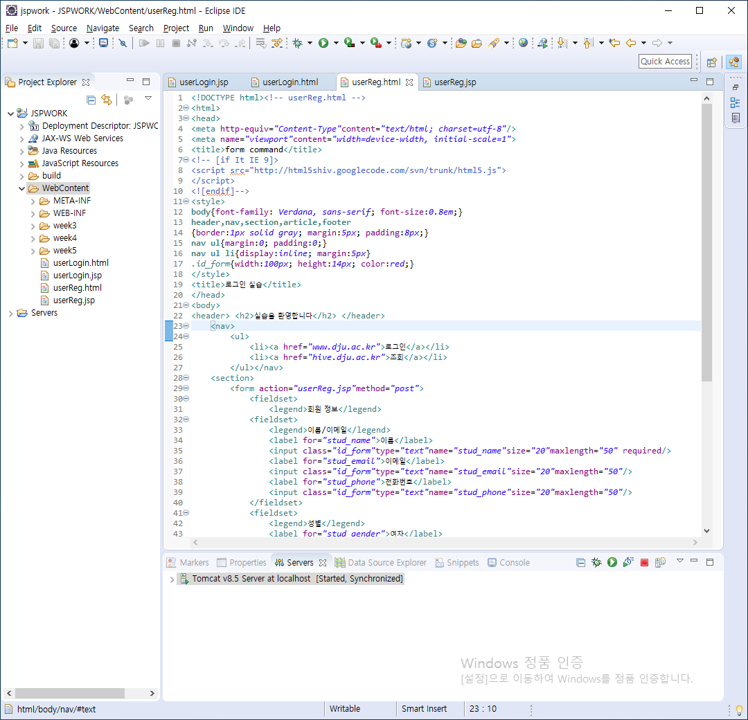 jspwork - JSPWORK/WebContent/userReg.html - Eclipse IDE
File Edit Source Navigate Search Project Run Window Help
Quick Access
Project Explorer
JSPWORK
Deployment Descriptor: JSPWO
JAX-WS Web Services
Java Resources
JavaScript Resources
build
WebContent
META-INF
WEB-INF
week3
week4
week5
userLogin.html
userLogin.jsp
userReg.html
userReg.jsp
Servers
userLogin.jsp userLogin.html userReg.html userReg.jsp
1 <!DOCTYPE html><!-- userReg.html -->
2 <html>
3 <head>
4 <meta http-equiv="Content-Type"content="text/html; charset=utf-8"/>
5 <meta name="viewport"content="width=device-width, initial-scale=1">
6 <title>form command</title>
7 <!-- [if It IE 9]>
8 <script src="http://html5shiv.googlecode.com/svn/trunk/html5.js">
9 </script>
10 <![endif]-->
11 <style>
12 body{font-family: Verdana, sans-serif; font-size:0.8em;}
13 header,nav,section,article,footer
14 {border:1px solid gray; margin:5px; padding:8px;}
15 nav ul{margin:0; padding:0;}
16 nav ul li{display:inline; margin:5px}
17 .id_form{width:100px; height:14px; color:red;}
18 </style>
19 <title>로그인 실습</title>
20 </head>
21 <body>
22 <header> <h2>실습을 환영합니다</h2> </header>
23 <nav>
24 <ul>
25 <li><a href="www.dju.ac.kr">로그인</a></li>
26 <li><a href="hive.dju.ac.kr">조회</a></li>
27 </ul></nav>
28 <section>
29 <form action="userReg.jsp"method="post">
30 <fieldset>
31 <legend>회원 정보</legend>
32 <fieldset>
33 <legend>이름/이메일</legend>
34 <label for="stud_name">이름</label>
35 <input class="id_form"type="text"name="stud_name"size="20"maxlength="50" required/>
36 <label for="stud_email">이메일</label>
37 <input class="id_form"type="text"name="stud_email"size="20"maxlength="50"/>
38 <label for="stud_phone">전화번호</label>
39 <input class="id_form"type="text"name="stud_phone"size="20"maxlength="50"/>
40 </fieldset>
41 <fieldset>
42 <legend>성별</legend>
43 <label for="stud_gender">여자</label>
Markers Properties Servers Data Source Explorer Snippets Console
Tomcat v8.5 Server at localhost [Started, Synchronized]
Windows 정품 인증
[설정]으로 이동하여 Windows를 정품 인증합니다.
html/body/nav/#text Writable Smart Insert 23 : 10